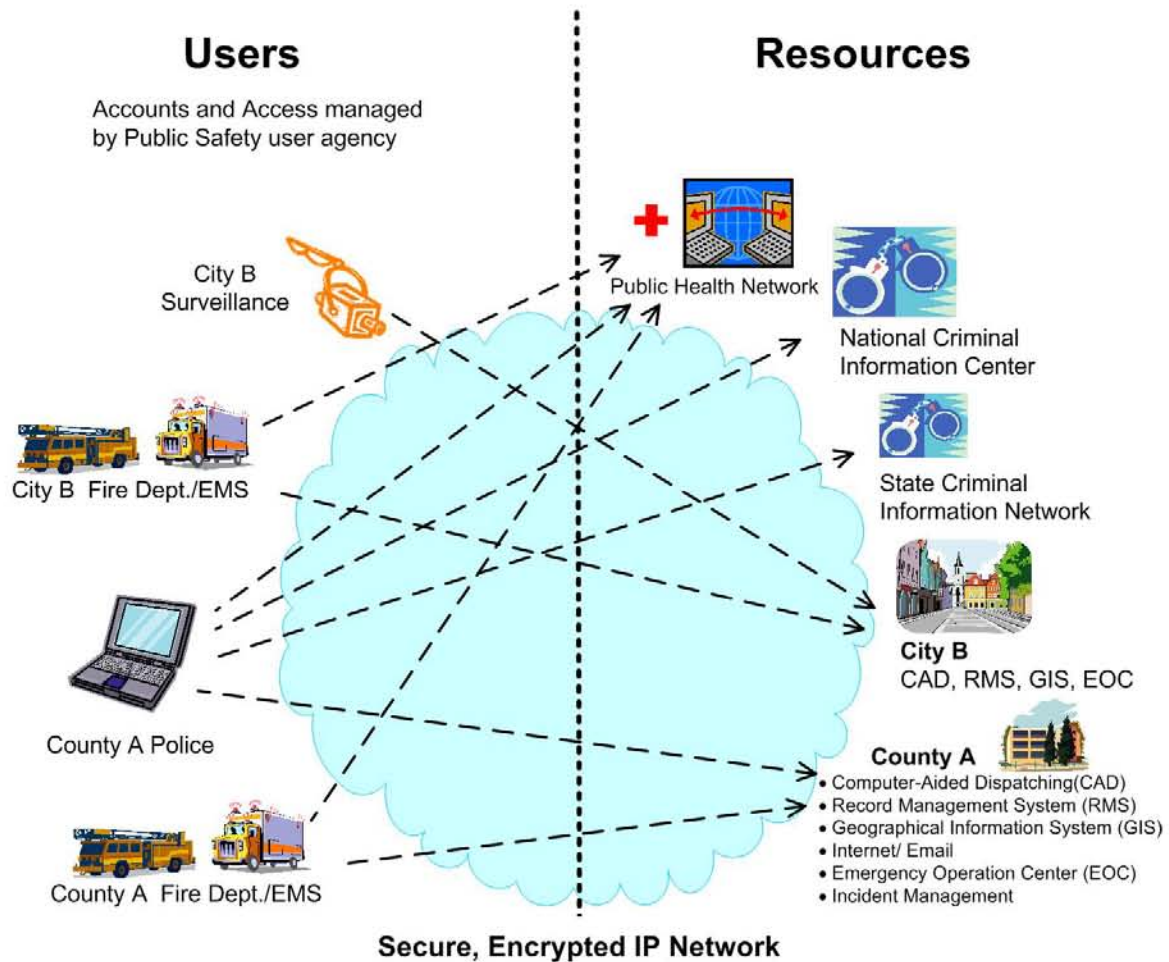 Users
Resources
Accounts and Access managed
by Public Safety user agency
City B
Surveillance
Public Health Network
National Criminal
Information Center
City B Fire Dept./EMS
State Criminal
Information Network
City B
CAD, RMS, GIS, EOC
County A Police
County A
• Computer-Aided Dispatching(CAD)
• Record Management System (RMS)
• Geographical Information System (GIS)
• Internet/ Email
• Emergency Operation Center (EOC)
• Incident Management
County A Fire Dept./EMS
Secure, Encrypted IP Network